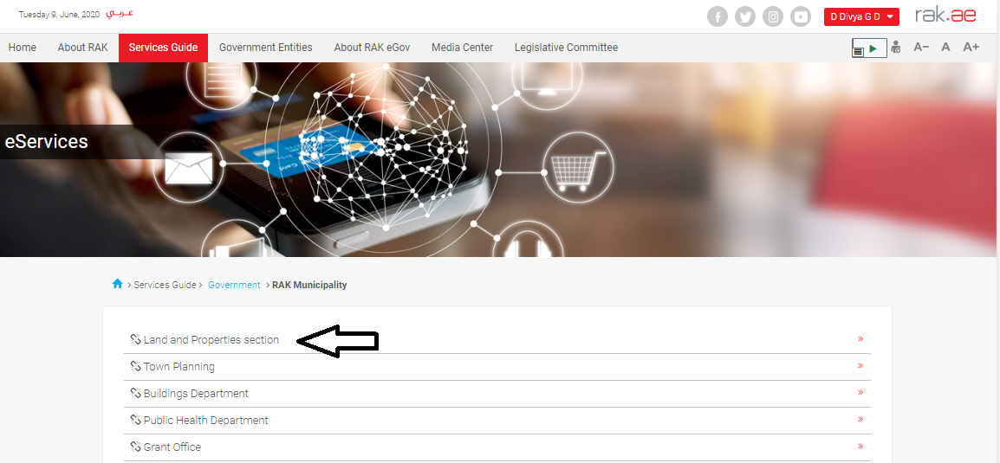 Tuesday 9, June, 2020 عربي
D Divya G D
rak.ae
Home About RAK Services Guide Government Entities About RAK eGov Media Center Legislative Committee A− A A+
eServices
Services Guide > Government > RAK Municipality
Land and Properties section
Town Planning
Buildings Department
Public Health Department
Grant Office